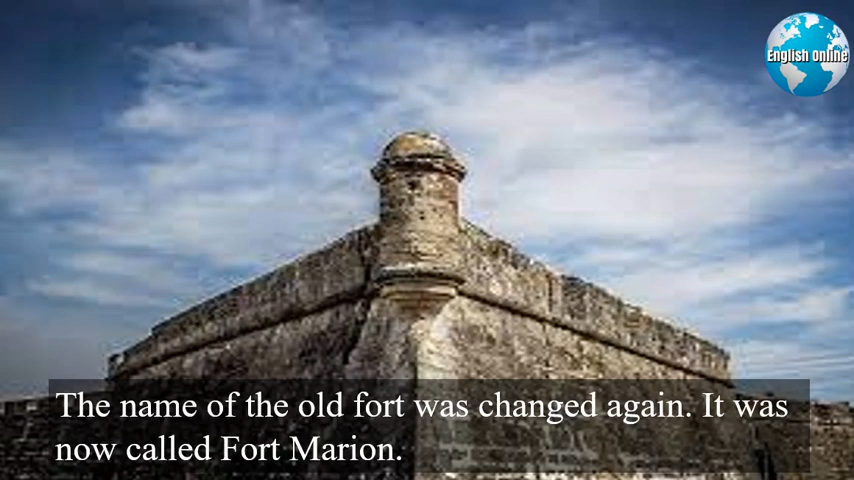 English Online
The name of the old fort was changed again. It was
now called Fort Marion.